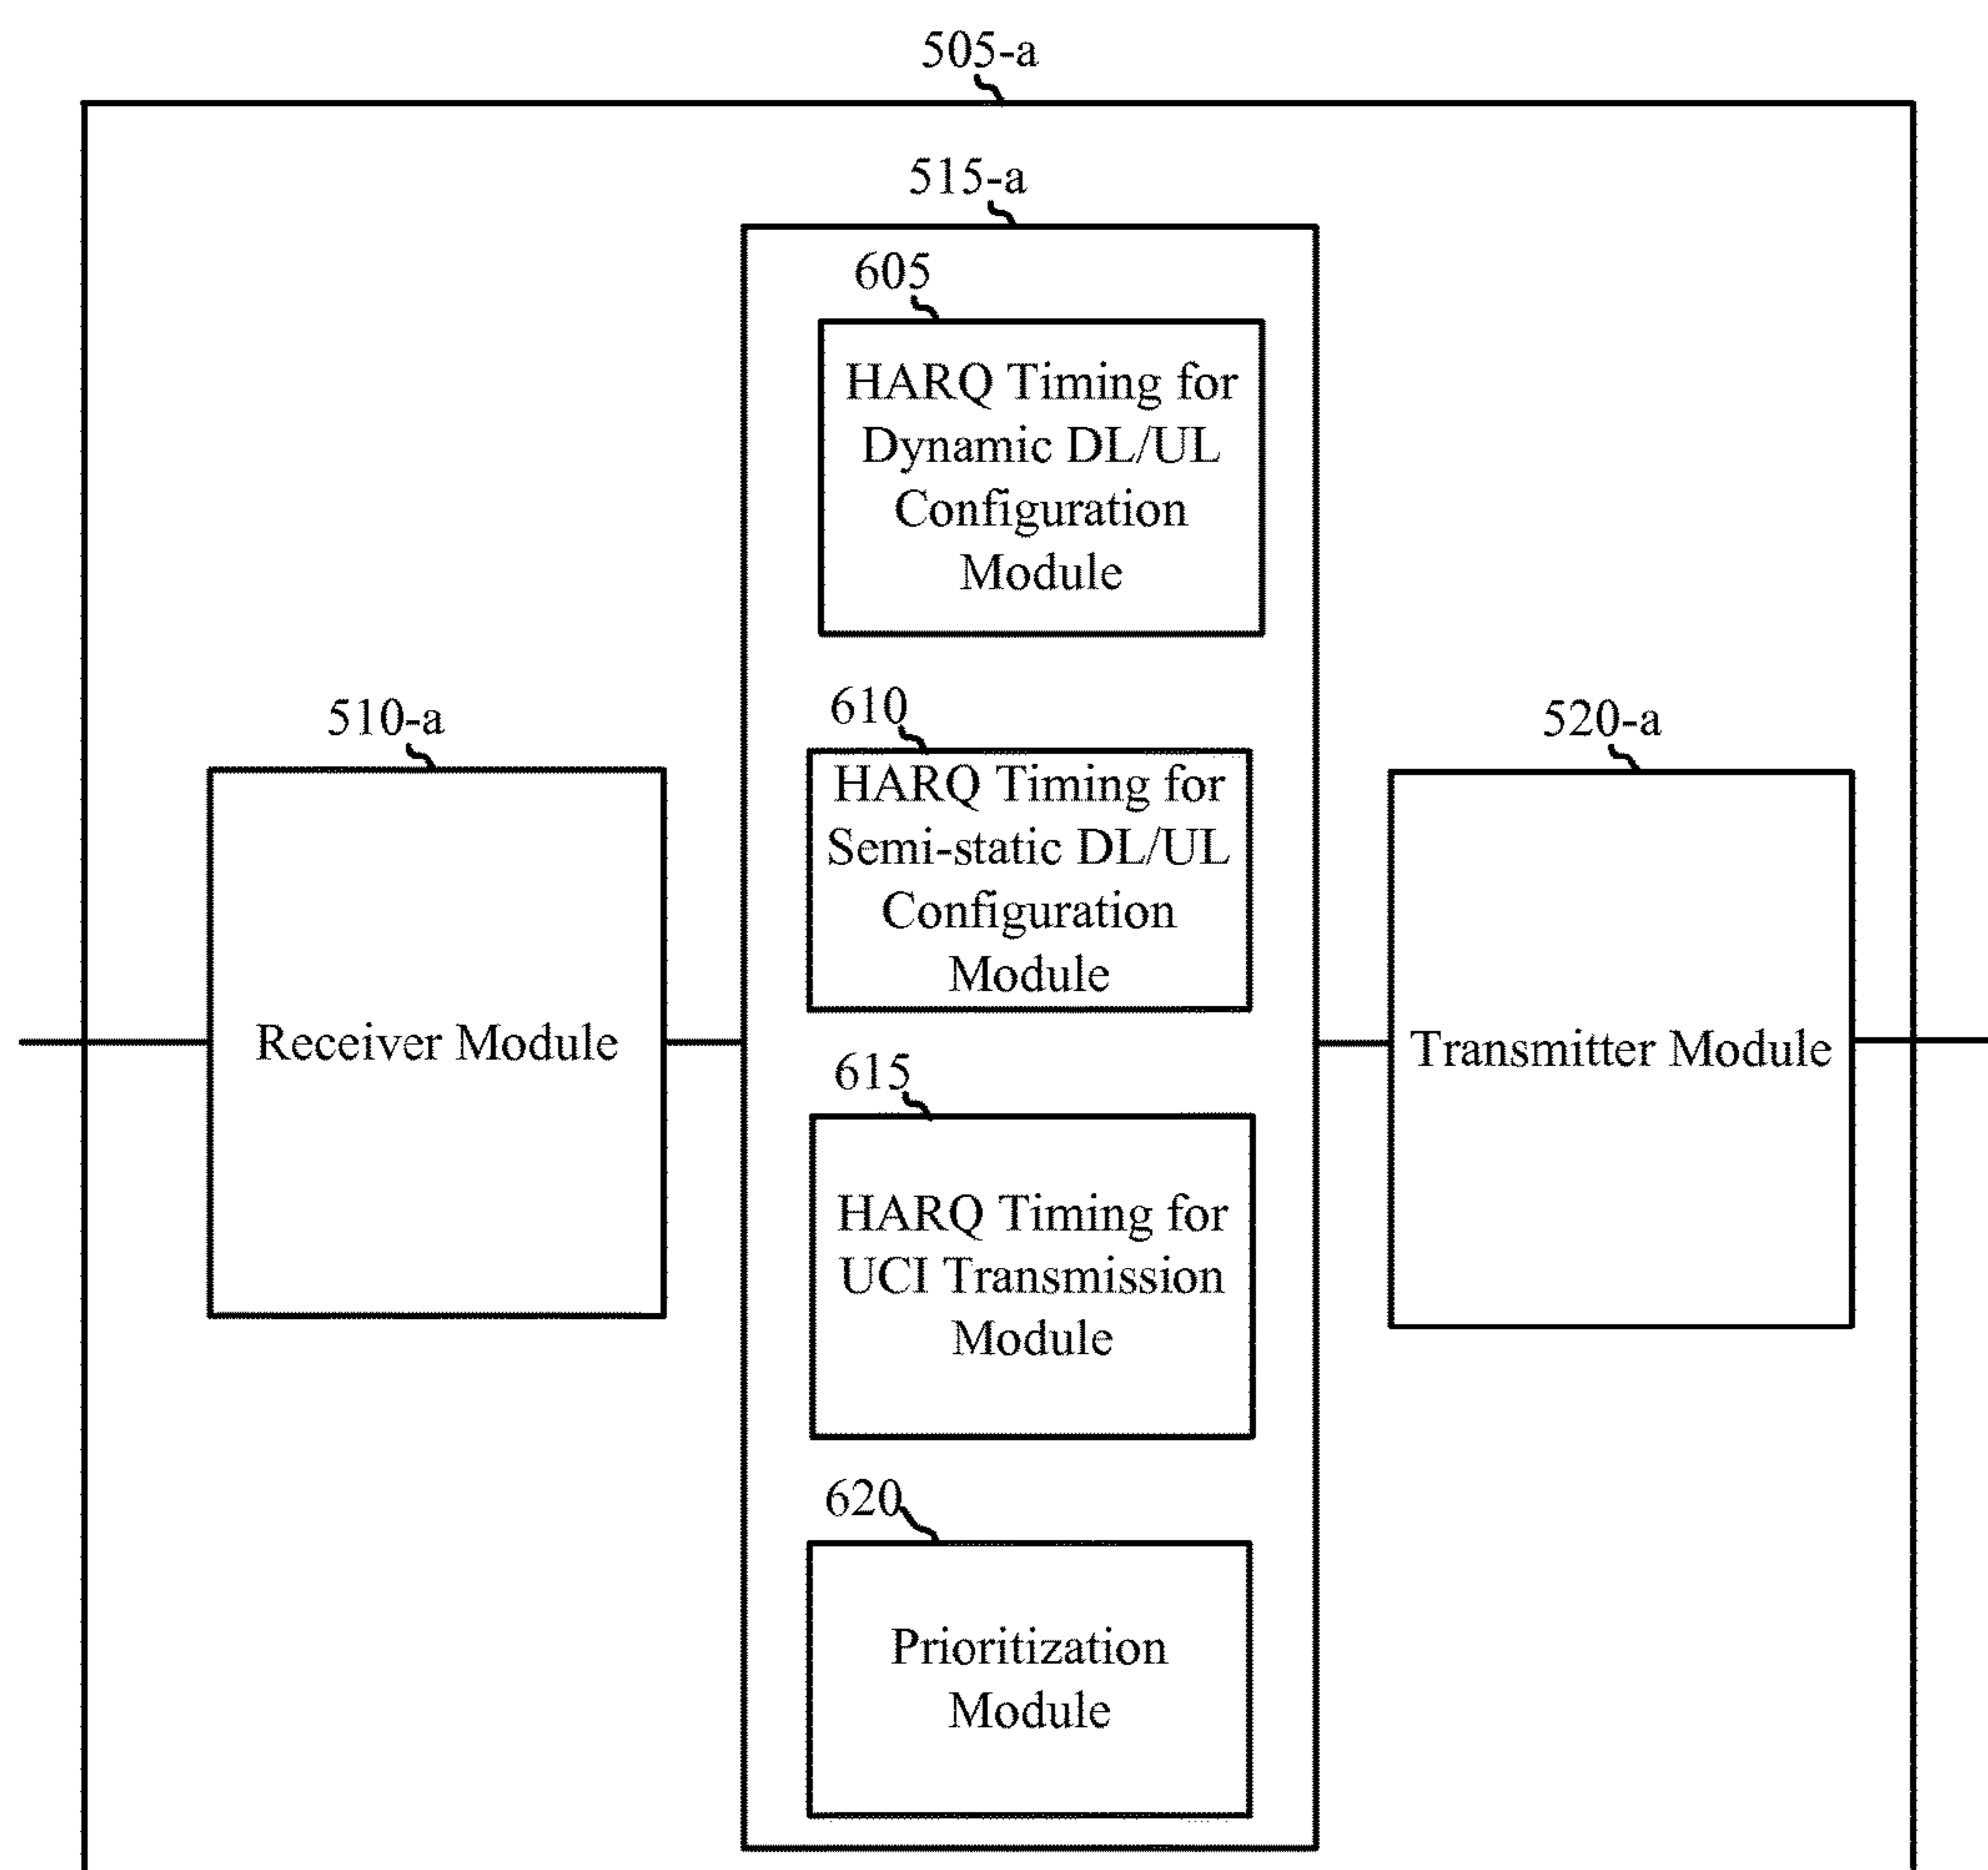 505-a
515-a
605
HARQ Timing for
Dynamic DL/UL
Configuration
Module
510-a
Receiver Module
610
HARQ Timing for
Semi-static DL/UL
Configuration
Module
615
HARQ Timing for
UCI Transmission
Module
620
Prioritization
Module
520-a
Transmitter Module